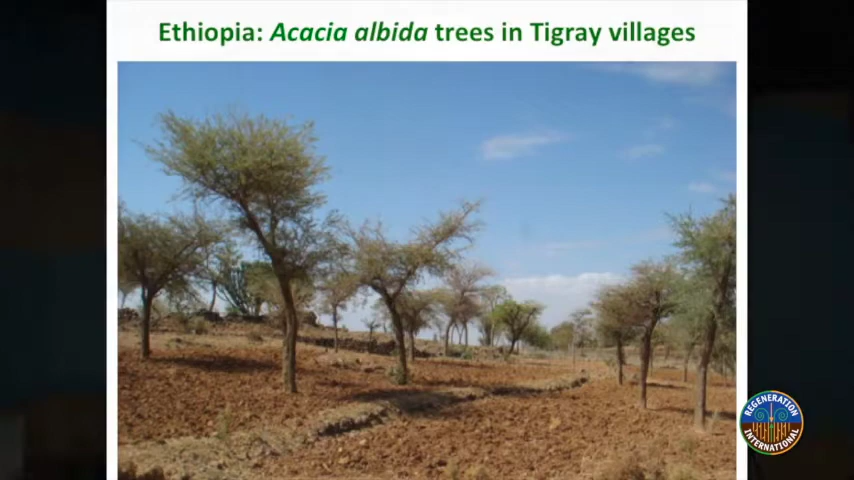 Ethiopia: Acacia albida trees in Tigray villages
REGENERATION
INTERNATIONAL